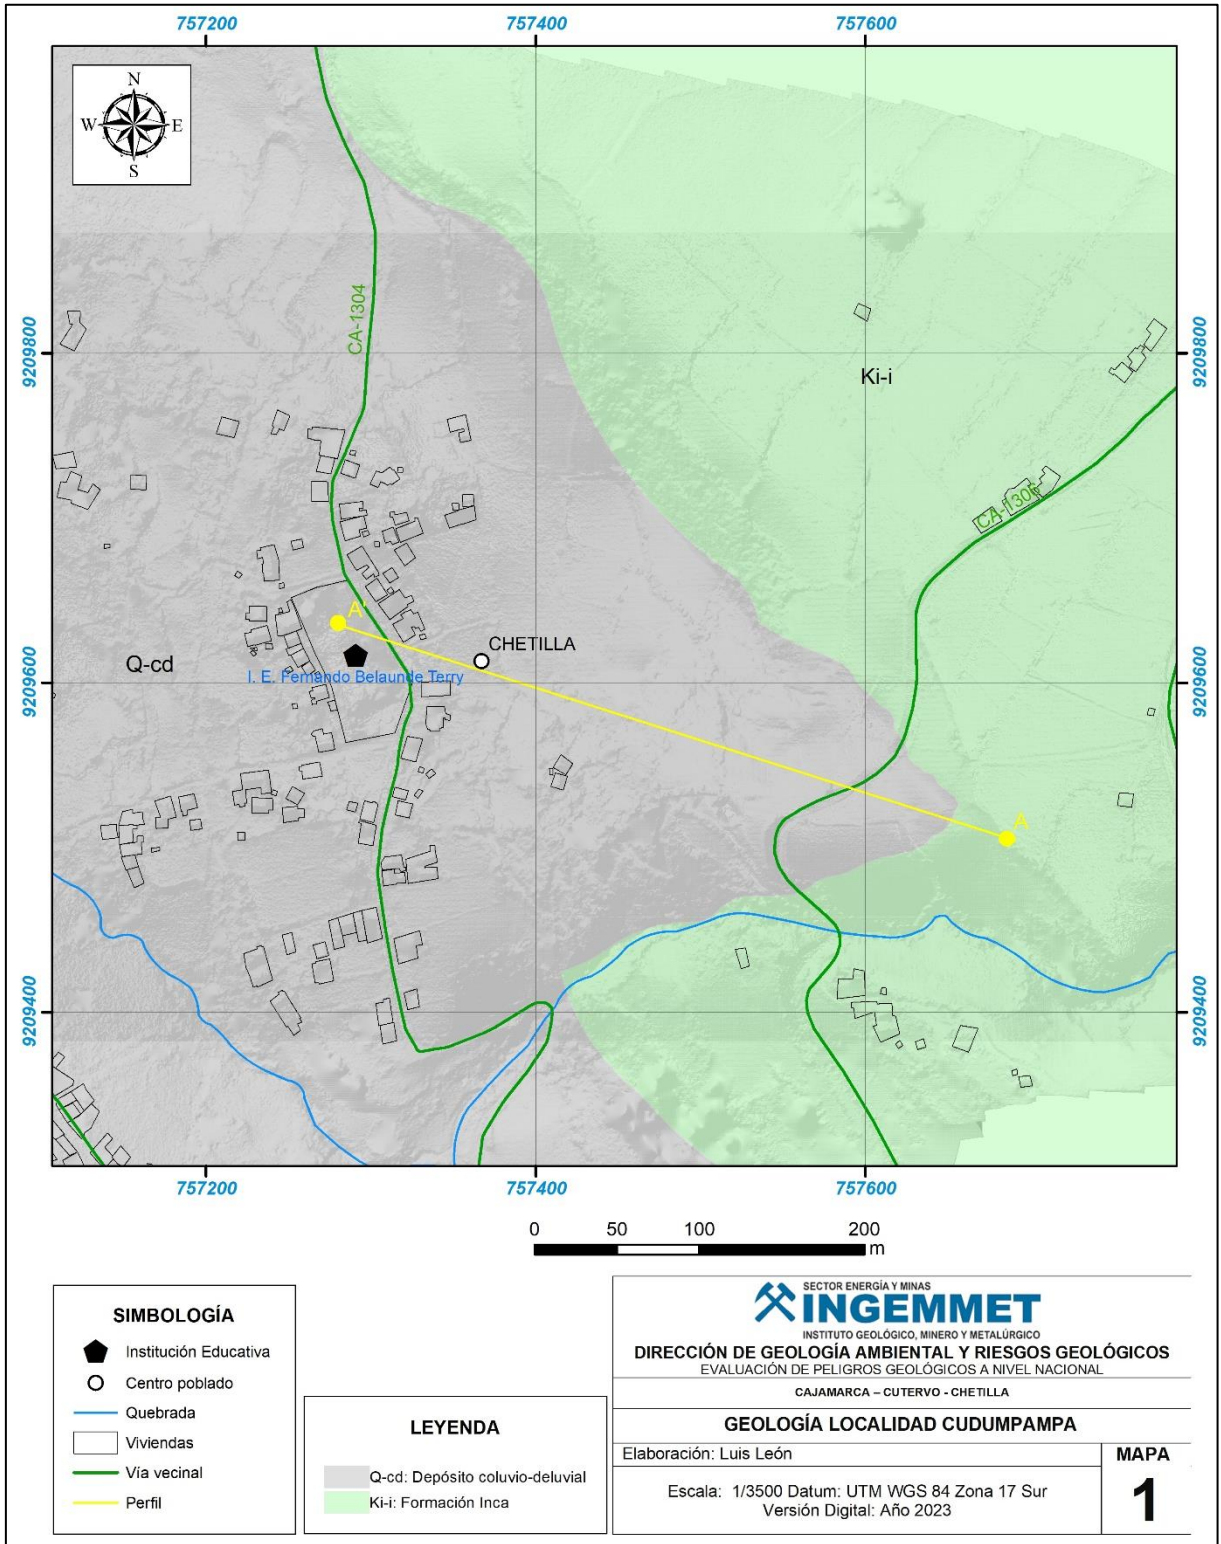 757200 757400 757600
N
W E
S
CA-1304
9209800 9209800
Ki-i
CA-1306
A'
CHETILLA
Q-cd
I. E. Fernando Belaunde Terry
9209600 9209600
A
9209400 9209400
757200 757400 757600
0 50 100 200
m
SIMBOLOGÍA
Institución Educativa
Centro poblado
Quebrada
Viviendas
Vía vecinal
Perfil
LEYENDA
Q-cd: Depósito coluvio-deluvial
Ki-i: Formación Inca
SECTOR ENERGÍA Y MINAS
INGEMMET
INSTITUTO GEOLÓGICO, MINERO Y METALÚRGICO
DIRECCIÓN DE GEOLOGÍA AMBIENTAL Y RIESGOS GEOLÓGICOS
EVALUACIÓN DE PELIGROS GEOLÓGICOS A NIVEL NACIONAL
CAJAMARCA – CUTERVO - CHETILLA
GEOLOGÍA LOCALIDAD CUDUMPAMPA
Elaboración: Luis León
Escala: 1/3500 Datum: UTM WGS 84 Zona 17 Sur
Versión Digital: Año 2023
MAPA
1